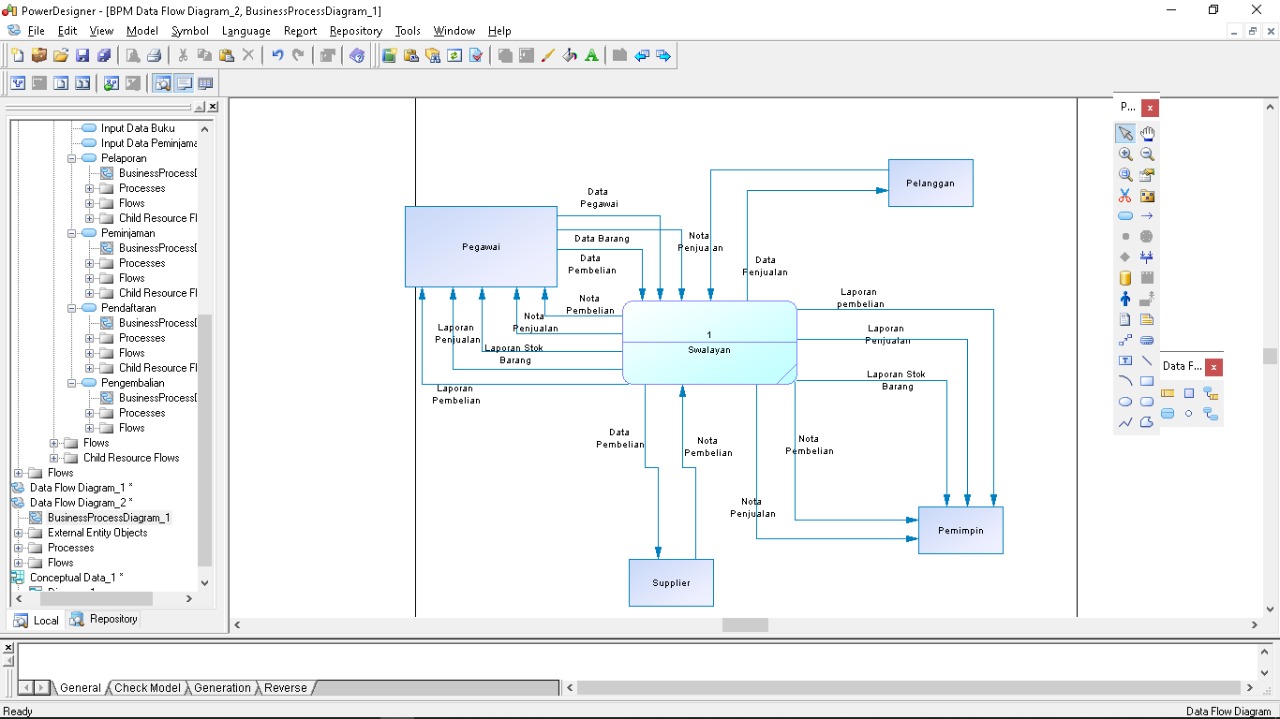 PowerDesigner - [BPM Data Flow Diagram_2, BusinessProcessDiagram_1]
File Edit View Model Symbol Language Report Repository Tools Window Help
Input Data Buku
Input Data Peminjama
Pelaporan
BusinessProcess
Processes
Flows
Child Resource Fl
Peminjaman
BusinessProcess
Processes
Flows
Child Resource Fl
Pendaftaran
BusinessProcess
Processes
Flows
Child Resource Fl
Pengembalian
BusinessProcess
Processes
Flows
Flows
Child Resource Flows
Flows
Data Flow Diagram_1 *
Data Flow Diagram_2 *
BusinessProcessDiagram_1
External Entity Objects
Processes
Flows
Conceptual Data_1 *
Local Repository
Pegawai
Data
Pegawai
Data Barang
Data
Pembelian
Nota
Penjualan
Data
Penjualan
Pelanggan
Nota
Pembelian
Nota
Penjualan
Laporan
Penjualan
Laporan Stok
Barang
Laporan
Pembelian
1
Swalayan
Laporan
pembelian
Laporan
Penjualan
Laporan Stok
Barang
Data
Pembelian
Nota
Pembelian
Nota
Pembelian
Nota
Penjualan
Supplier
Pemimpin
P...
Data F...
General Check Model Generation Reverse
Ready
Data Flow Diagram